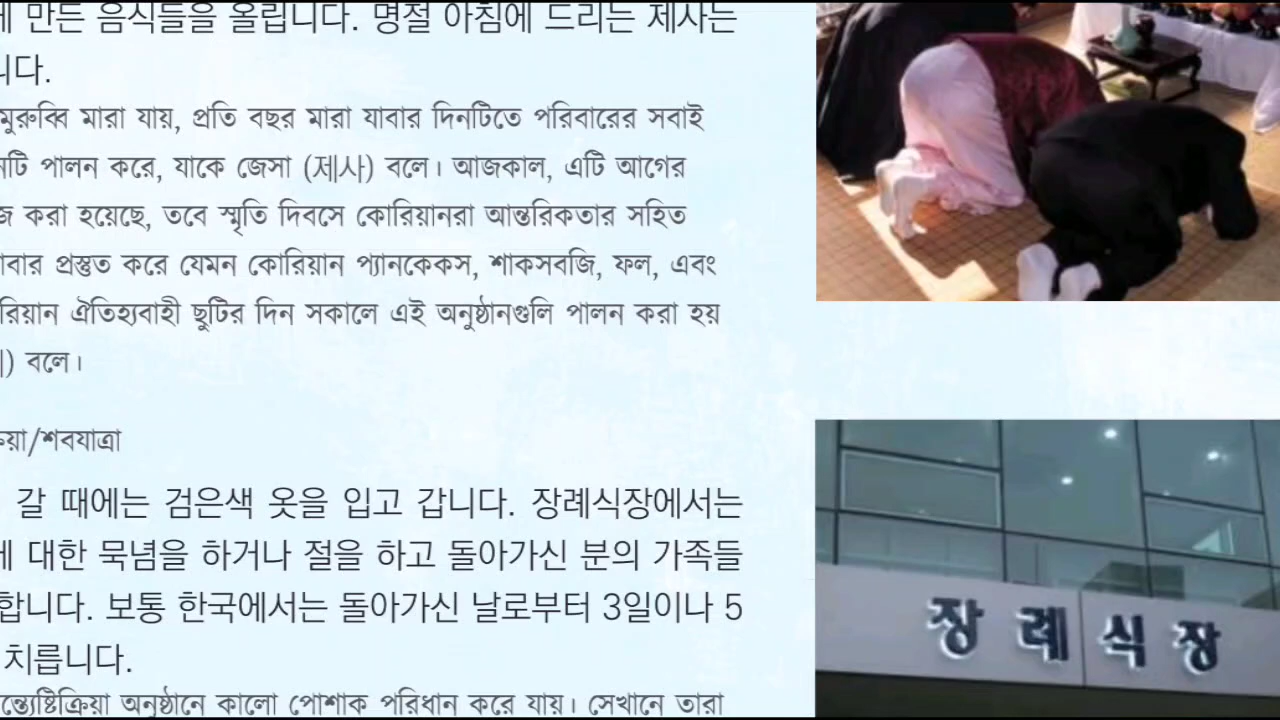 만든 음식들을 올립니다. 명절 아침에 드리는 제사는
니다.
মুরুব্বি মারা যায়, প্রতি বছর মারা যাবার দিনটিতে পরিবারের সবাই
পালন করে, যাকে জেসা (제사) বলে। আজকাল, এটি আগের
করা হয়েছে, তবে স্মৃতি দিবসে কোরিয়ানরা আন্তরিকতার সহিত
প্রস্তুত করে যেমন কোরিয়ান প্যানকেকস, শাকসবজি, ফল, এবং
রিয়ান ঐতিহ্যবাহী ছুটির দিন সকালে এই অনুষ্ঠানগুলি পালন করা হয়
) বলে।
য়া/শবযাত্রা
갈 때에는 검은색 옷을 입고 갑니다. 장례식장에서는
대한 묵념을 하거나 절을 하고 돌아가신 분의 가족들
합니다. 보통 한국에서는 돌아가신 날로부터 3일이나 5
치릅니다.
ন্ত্যেষ্টিক্রিয়া অনুষ্ঠানে কালো পোশাক পরিধান করে যায়। সেখানে তারা
장례식장